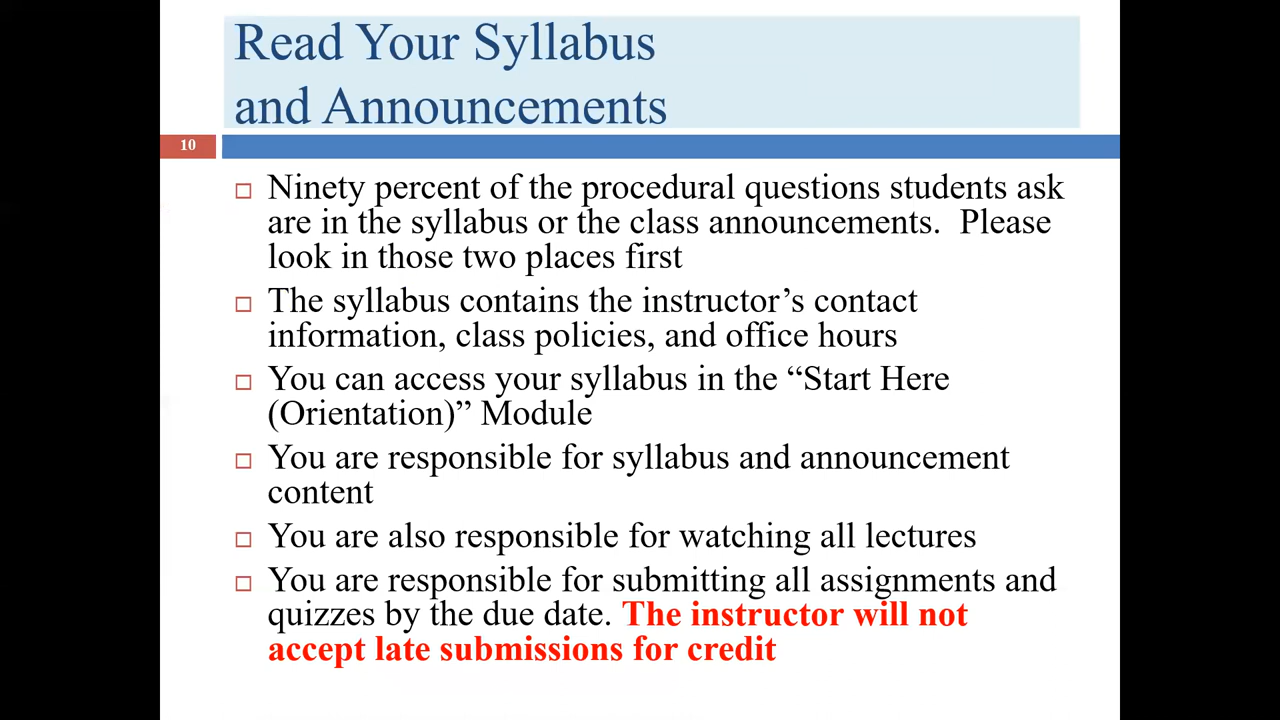 Read Your Syllabus
and Announcements
10
Ninety percent of the procedural questions students ask
are in the syllabus or the class announcements.  Please
look in those two places first
The syllabus contains the instructor’s contact
information, class policies, and office hours
You can access your syllabus in the “Start Here
(Orientation)” Module
You are responsible for syllabus and announcement
content
You are also responsible for watching all lectures
You are responsible for submitting all assignments and
quizzes by the due date. The instructor will not
accept late submissions for credit